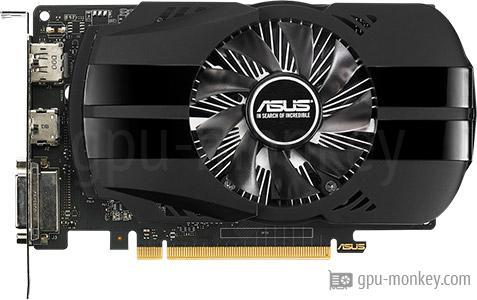 ASUS
IN SEARCH OF INCREDIBLE
gpu-monkey
ASUS
gpu-monkey.com